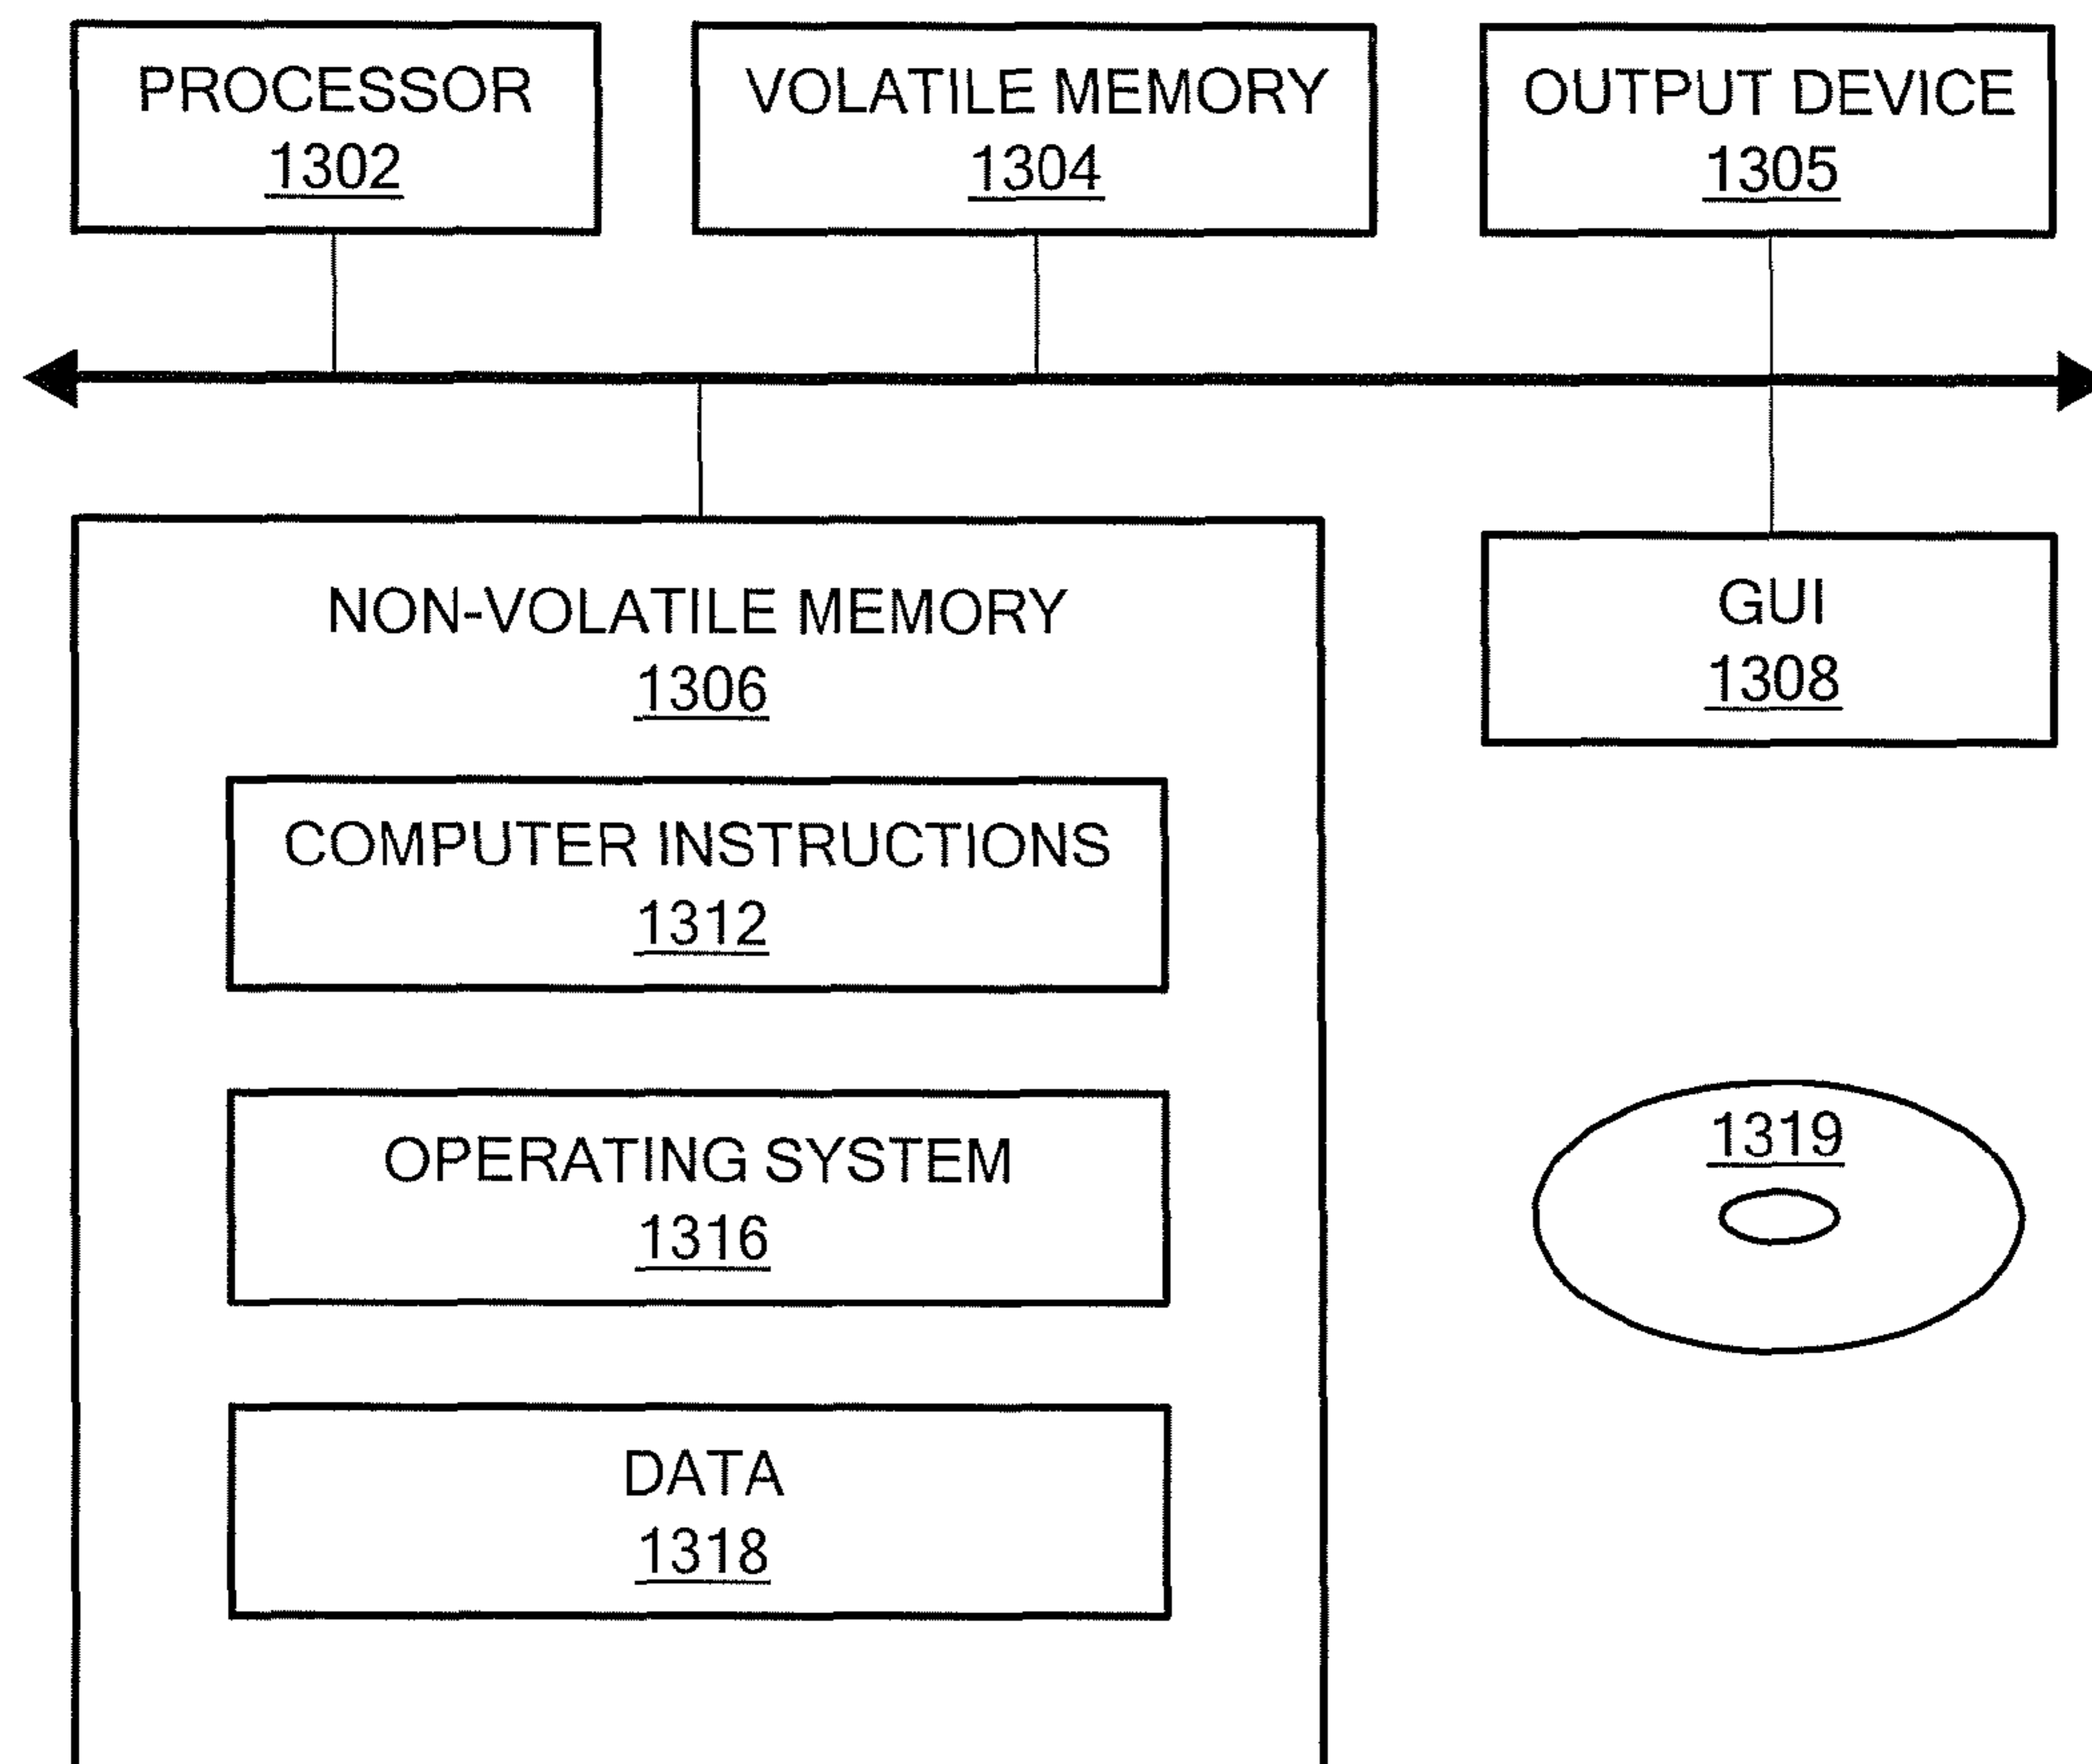 PROCESSOR
1302
VOLATILE MEMORY
1304
OUTPUT DEVICE
1305
NON-VOLATILE MEMORY
1306
GUI
1308
COMPUTER INSTRUCTIONS
1312
OPERATING SYSTEM
1316
1319
DATA
1318